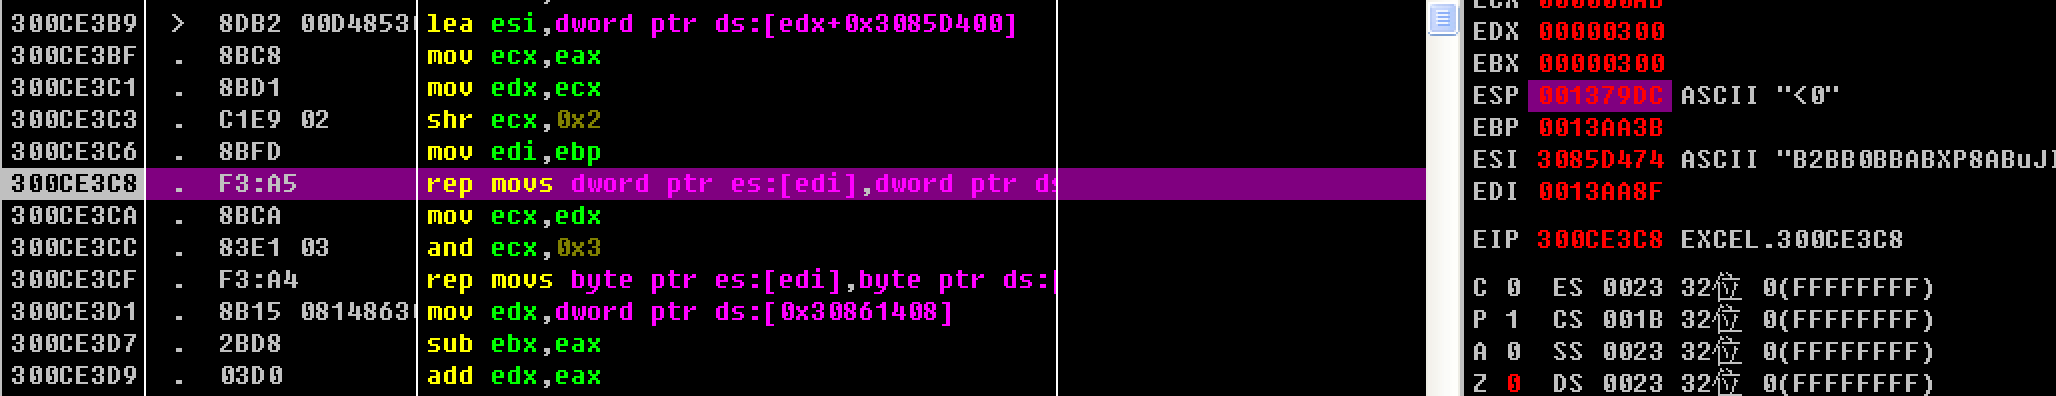 300CE3B9 > 8DB2 00D48530 lea esi,dword ptr ds:[edx+0x3085D400]
300CE3BF . 8BC8 mov ecx,eax
300CE3C1 . 8BD1 mov edx,ecx
300CE3C3 . C1E9 02 shr ecx,0x2
300CE3C6 . 8BFD mov edi,ebp
300CE3C8 . F3:A5 rep movs dword ptr es:[edi],dword ptr ds
300CE3CA . 8BCA mov ecx,edx
300CE3CC . 83E1 03 and ecx,0x3
300CE3CF . F3:A4 rep movs byte ptr es:[edi],byte ptr ds:[
300CE3D1 . 8B15 08148630 mov edx,dword ptr ds:[0x30861408]
300CE3D7 . 2BD8 sub ebx,eax
300CE3D9 . 03D0 add edx,eax
ECX 000000AD
EDX 00000300
EBX 00000300
ESP 001379DC ASCII "<0"
EBP 0013AA3B
ESI 3085D474 ASCII "B2BB0BBABXP8ABuJ
EDI 0013AA8F
EIP 300CE3C8 EXCEL.300CE3C8
C 0 ES 0023 32位 0(FFFFFFFF)
P 1 CS 001B 32位 0(FFFFFFFF)
A 0 SS 0023 32位 0(FFFFFFFF)
Z 0 DS 0023 32位 0(FFFFFFFF)